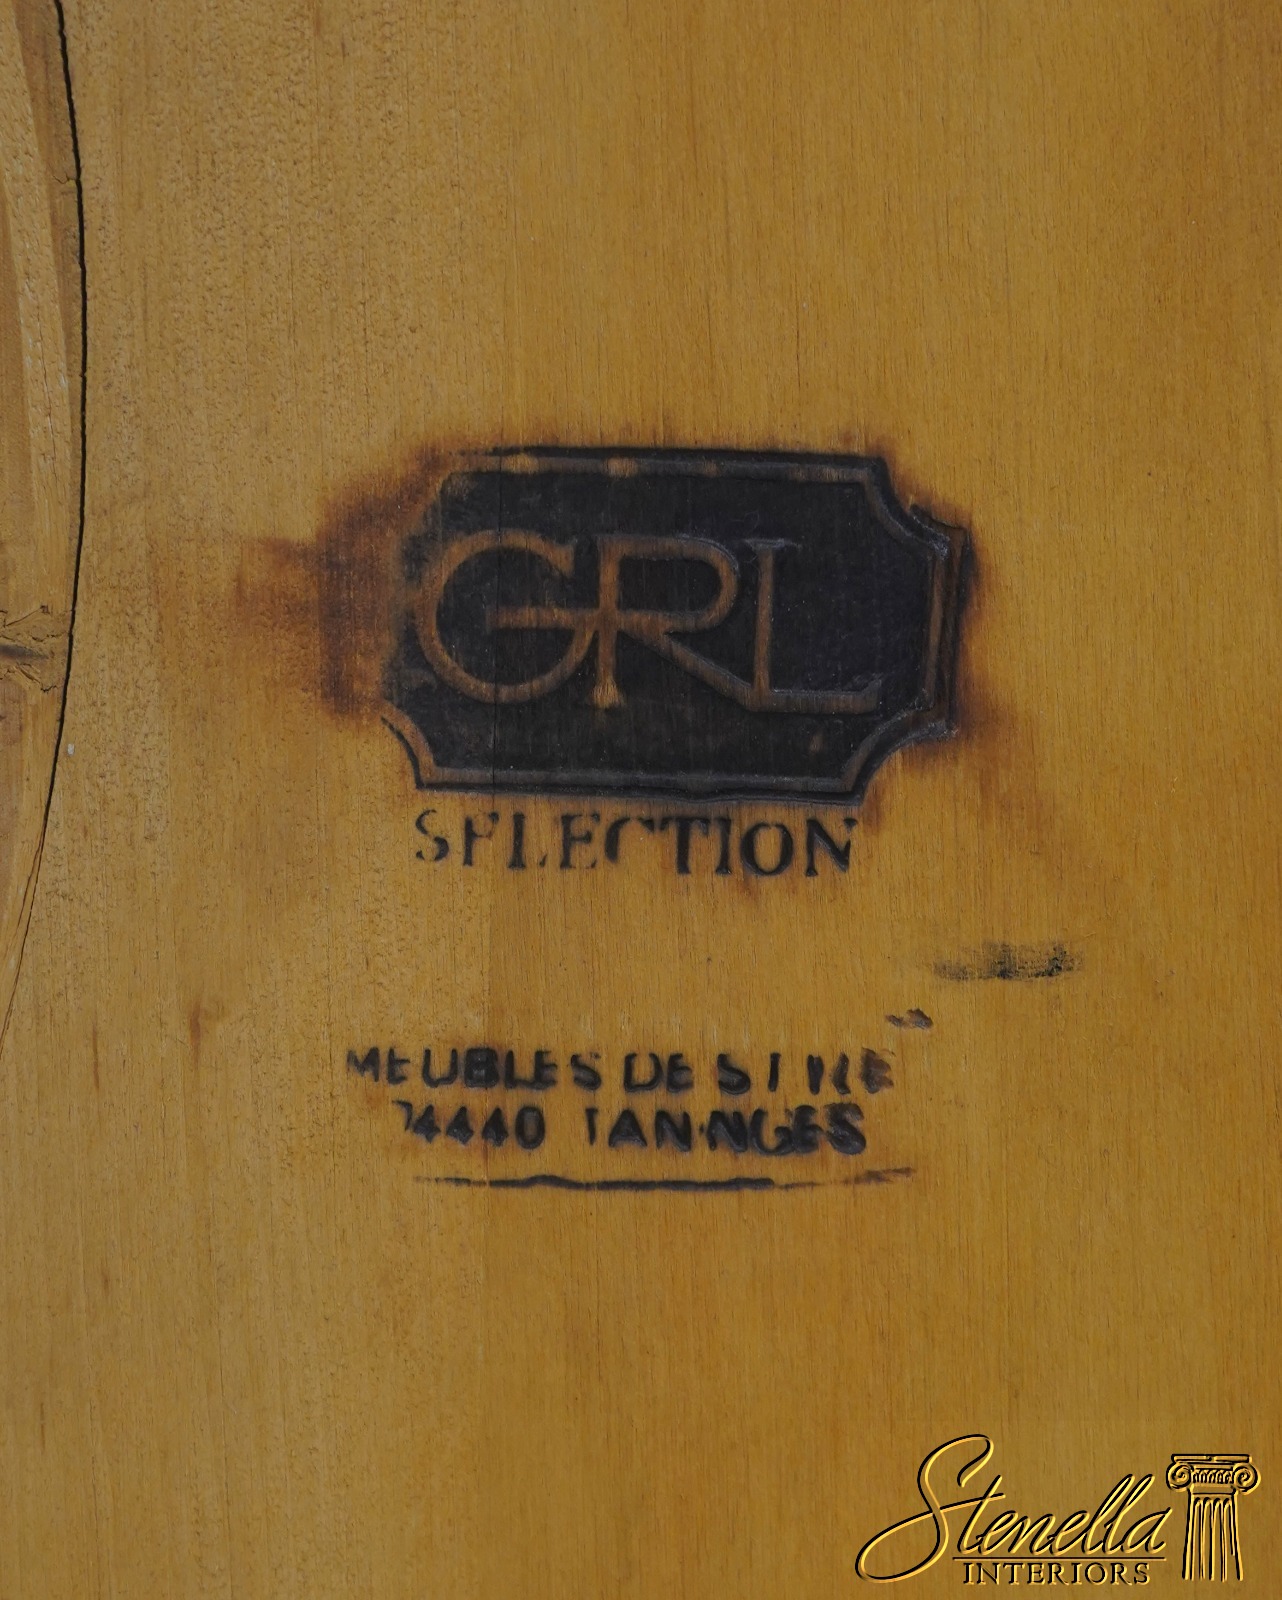 GRL
SELECTION
MEUBLES DE STYLE
74440 TANINGES
Stenella
INTERIORS